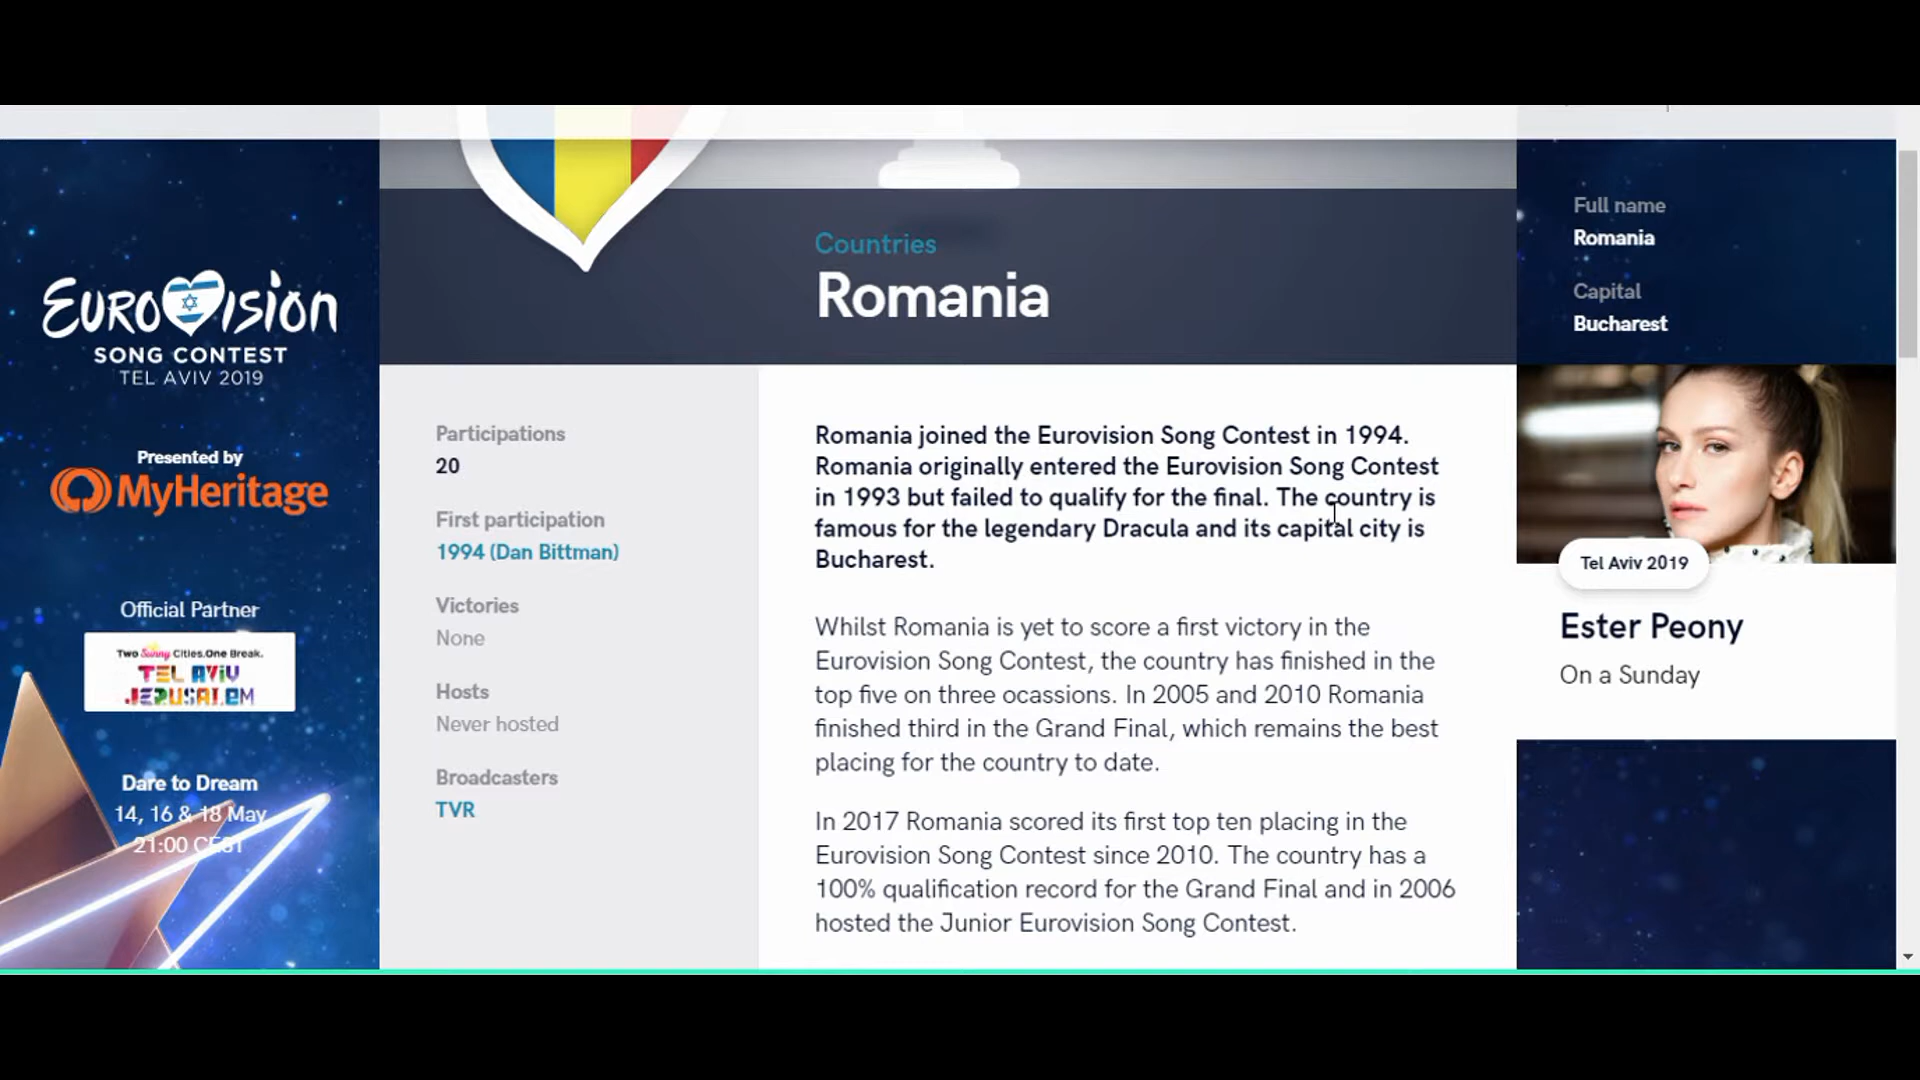 EUROVISION
SONG CONTEST
TEL AVIV 2019
Presented by
MyHeritage
Official Partner
Two Sunny Cities.One Break.
TEL AVIV
JERUSALEM
Dare to Dream
14, 16 & 18 May
21:00 CEST
Countries
Romania
Participations
20
First participation
1994 (Dan Bittman)
Victories
None
Hosts
Never hosted
Broadcasters
TVR
Romania joined the Eurovision Song Contest in 1994.
Romania originally entered the Eurovision Song Contest
in 1993 but failed to qualify for the final. The country is
famous for the legendary Dracula and its capital city is
Bucharest.
Whilst Romania is yet to score a first victory in the
Eurovision Song Contest, the country has finished in the
top five on three ocassions. In 2005 and 2010 Romania
finished third in the Grand Final, which remains the best
placing for the country to date.
In 2017 Romania scored its first top ten placing in the
Eurovision Song Contest since 2010. The country has a
100% qualification record for the Grand Final and in 2006
hosted the Junior Eurovision Song Contest.
Full name
Romania
Capital
Bucharest
Tel Aviv 2019
Ester Peony
On a Sunday